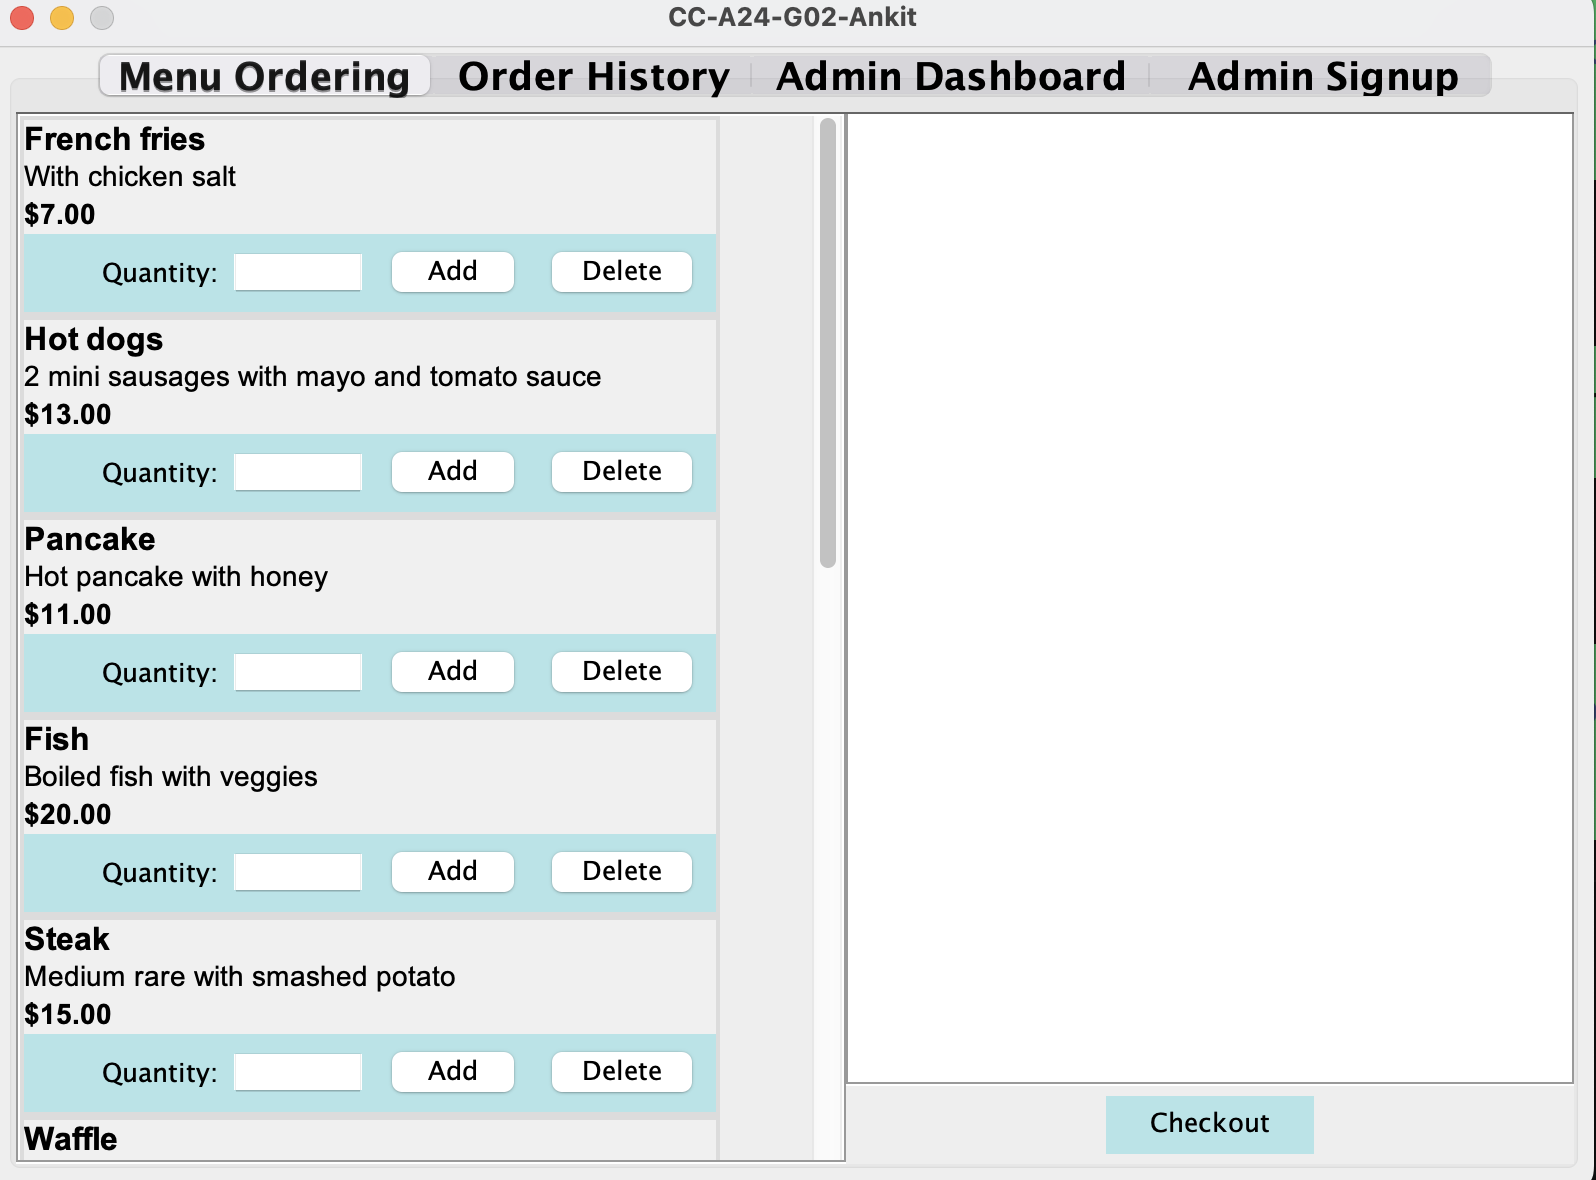 CC-A24-G02-Ankit
Menu Ordering Order History Admin Dashboard Admin Signup
French fries
With chicken salt
$7.00
Quantity: Add Delete
Hot dogs
2 mini sausages with mayo and tomato sauce
$13.00
Quantity: Add Delete
Pancake
Hot pancake with honey
$11.00
Quantity: Add Delete
Fish
Boiled fish with veggies
$20.00
Quantity: Add Delete
Steak
Medium rare with smashed potato
$15.00
Quantity: Add Delete
Waffle
Checkout